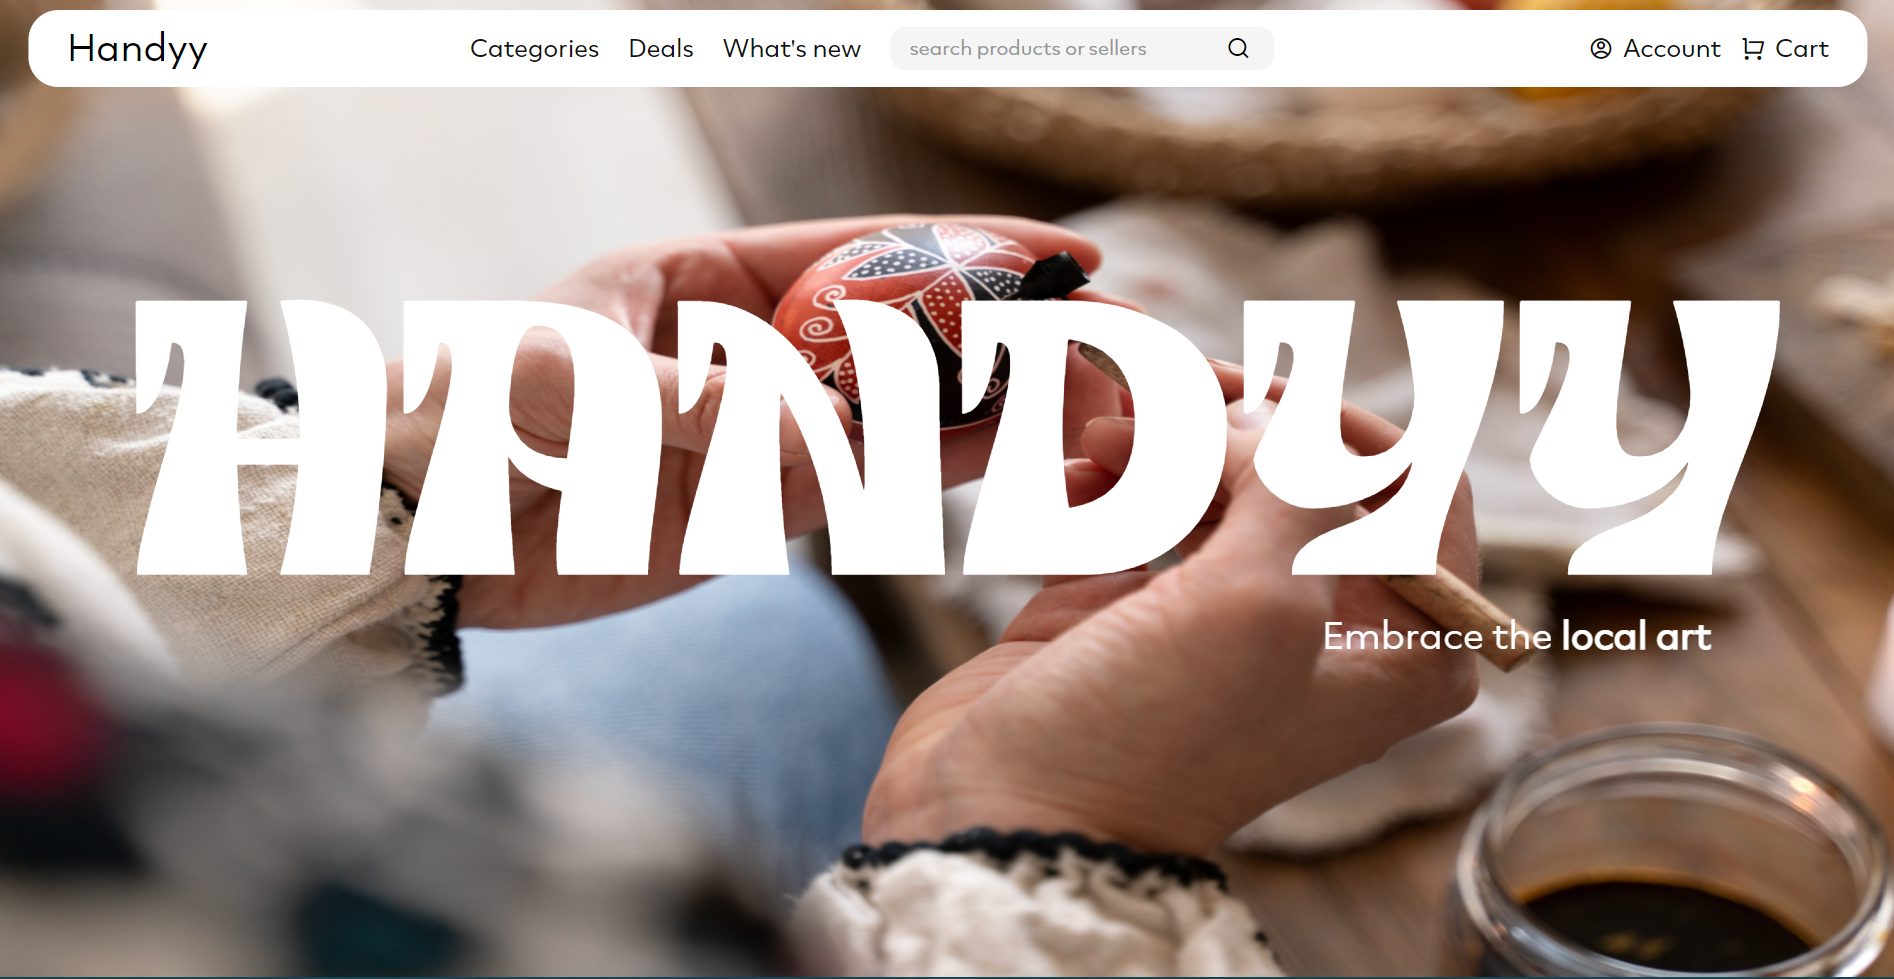 Handyy
Categories Deals What's new search products or sellers Account Cart
HANDYY
Embrace the local art